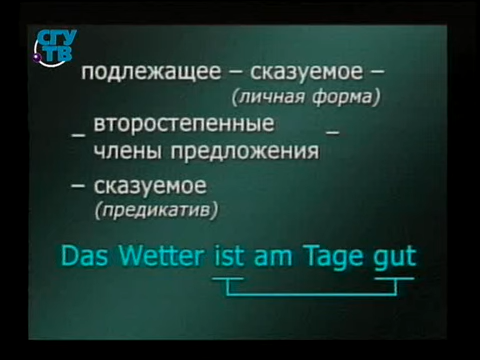 СГУ
ТВ
подлежащее – сказуемое –
(личная форма)
– второстепенные –
члены предложения
– сказуемое
(предикатив)
Das Wetter ist am Tage gut